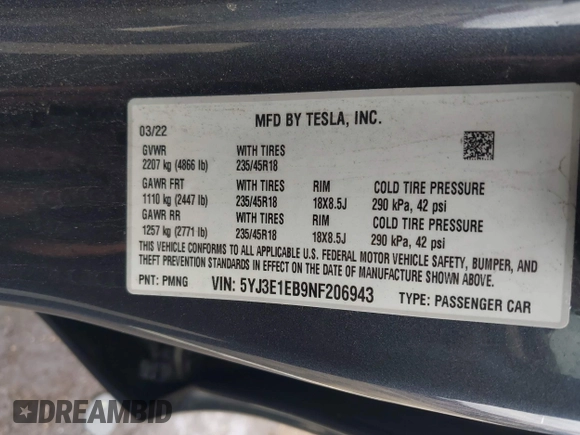 MFD BY TESLA, INC.
03/22
GVWR WITH TIRES
2207 kg (4866 lb) 235/45R18
GAWR FRT WITH TIRES RIM COLD TIRE PRESSURE
1110 kg (2447 lb) 235/45R18 18X8.5J 290 kPa, 42 psi
GAWR RR WITH TIRES RIM COLD TIRE PRESSURE
1257 kg (2771 lb) 235/45R18 18X8.5J 290 kPa, 42 psi
THIS VEHICLE CONFORMS TO ALL APPLICABLE U.S. FEDERAL MOTOR VEHICLE SAFETY, BUMPER, AND
THEFT PREVENTION STANDARDS IN EFFECT ON THE DATE OF MANUFACTURE SHOWN ABOVE.
PNT: PMNG VIN: 5YJ3E1EB9NF206943 TYPE: PASSENGER CAR
DREAMBID